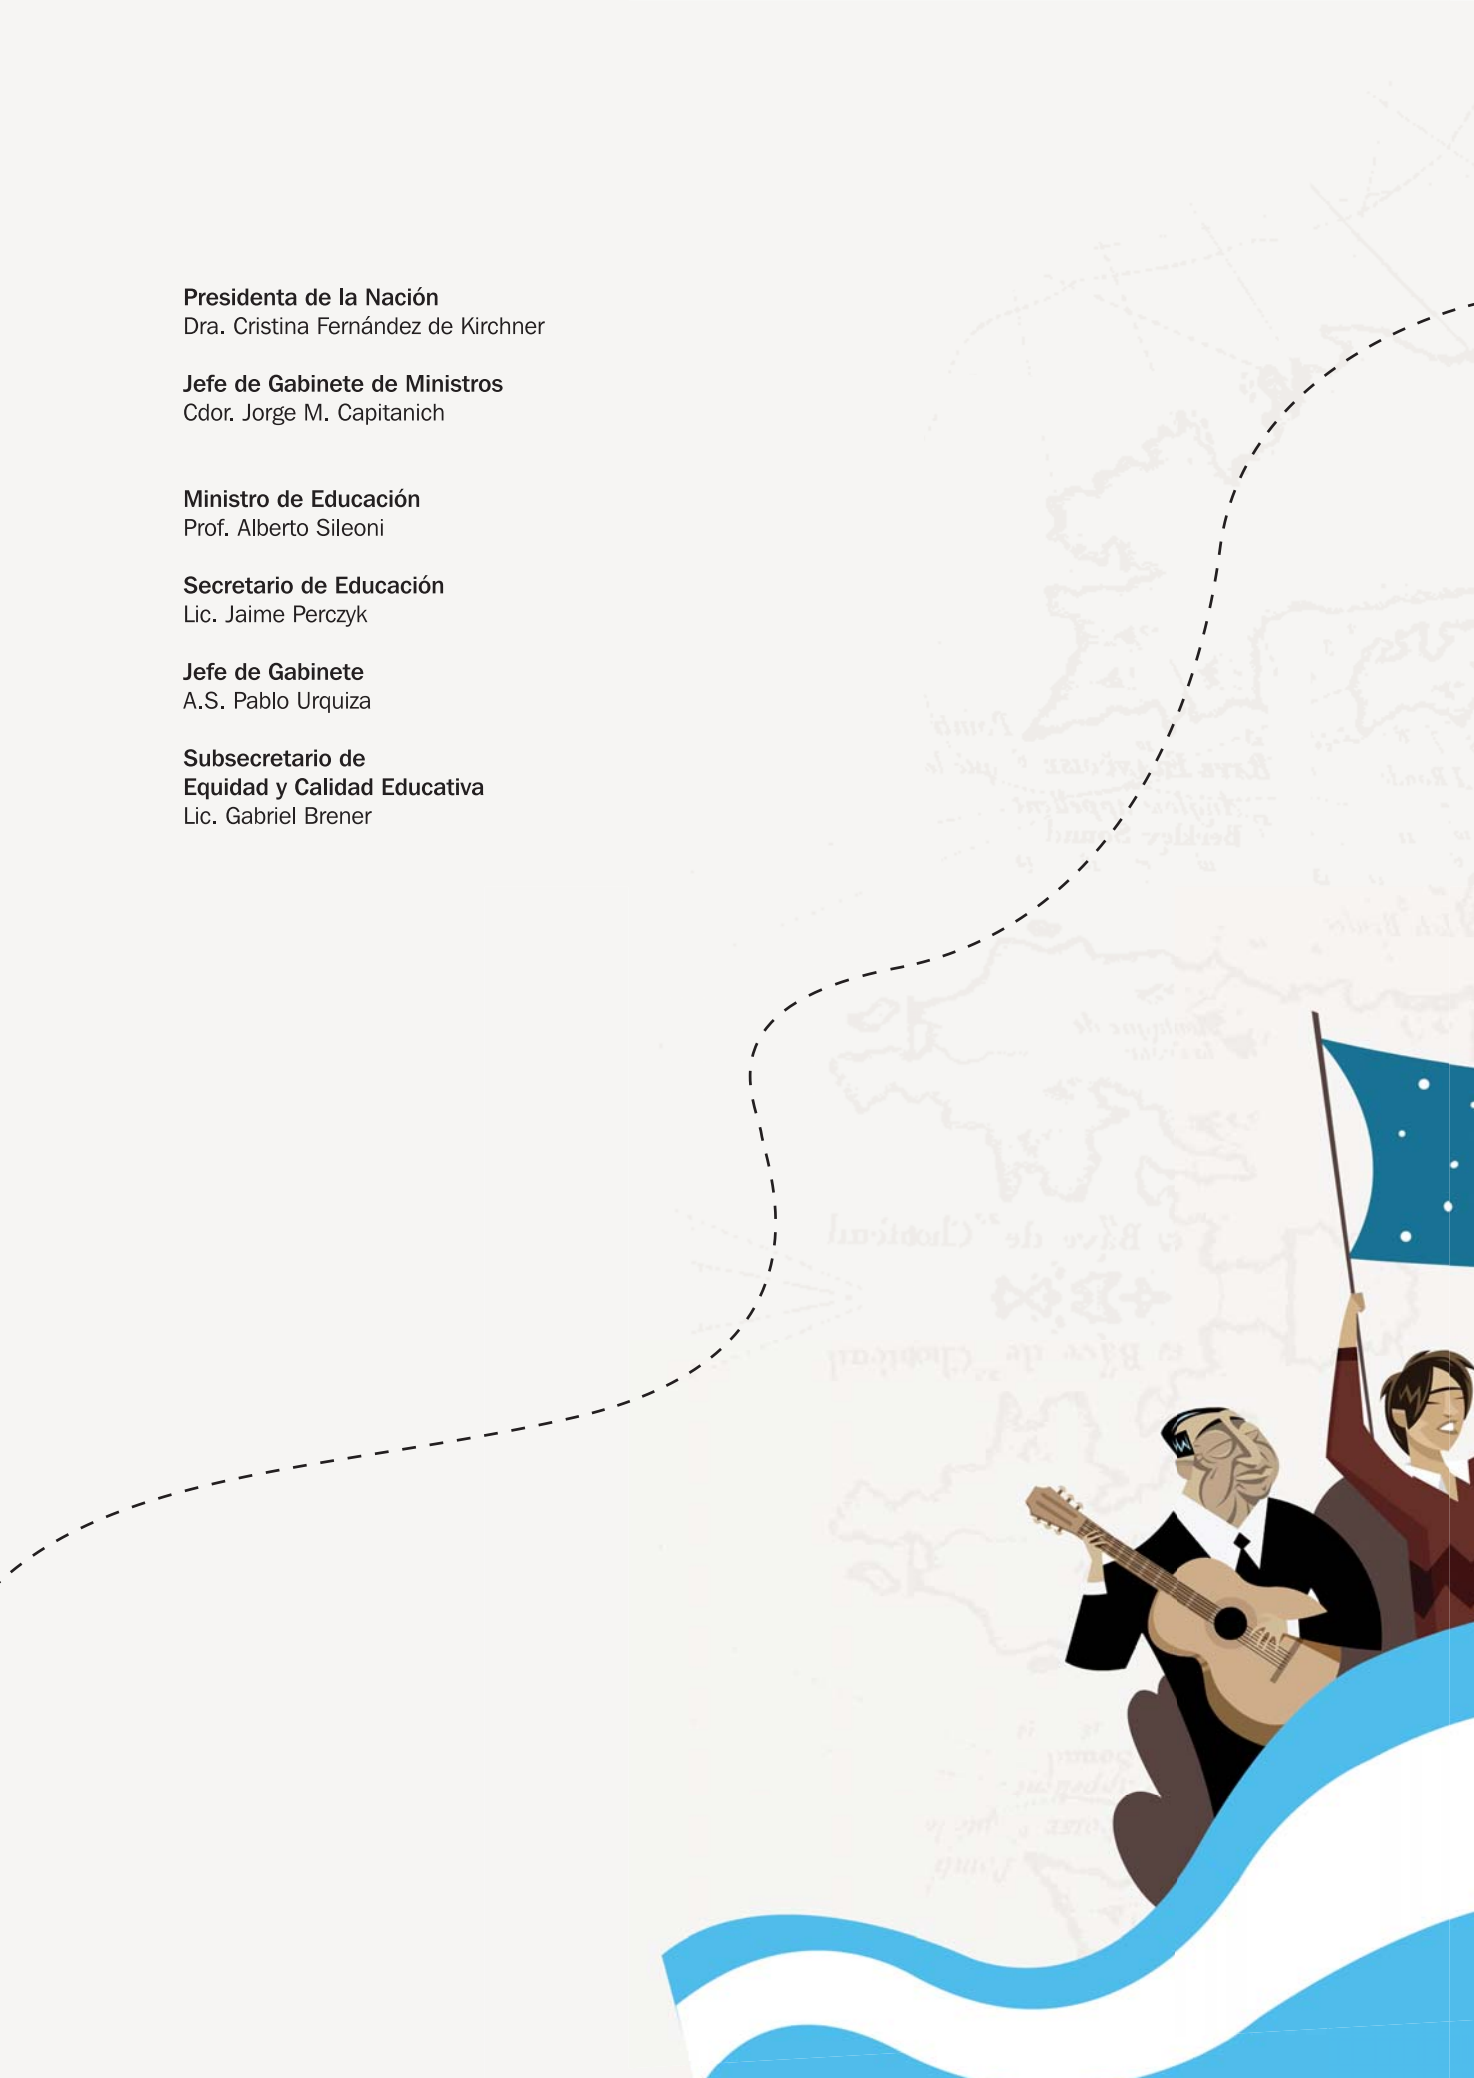 Presidenta de la Nación
Dra. Cristina Fernández de Kirchner
Jefe de Gabinete de Ministros
Cdor. Jorge M. Capitanich
Ministro de Educación
Prof. Alberto Sileoni
Secretario de Educación
Lic. Jaime Perczyk
Jefe de Gabinete
A.S. Pablo Urquiza
Subsecretario de
Equidad y Calidad Educativa
Lic. Gabriel Brener